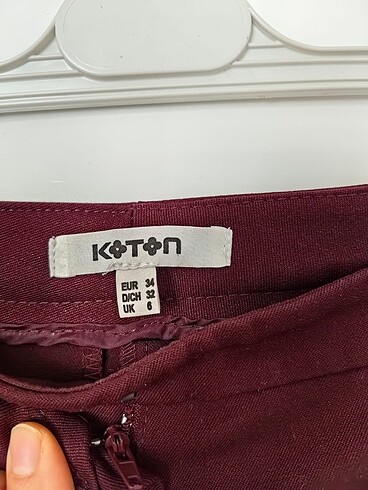 KOTON
EUR 34
D/CH 32
UK 6